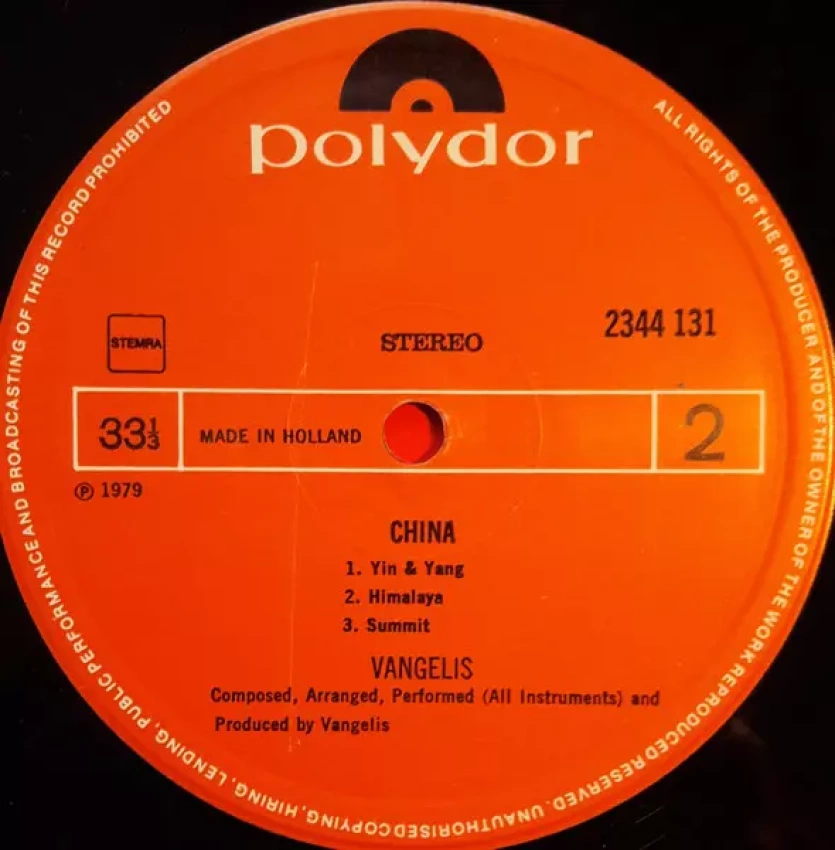 polydor
ALL RIGHTS OF THE PRODUCER AND OF THE OWNER OF THE WORK REPRODUCED RESERVED. UNAUTHORISED COPYING, HIRING, LENDING, PUBLIC PERFORMANCE AND BROADCASTING OF THIS RECORD PROHIBITED
STEMRA
STEREO
2344 131
33⅓
MADE IN HOLLAND
2
℗ 1979
CHINA
1. Yin & Yang
2. Himalaya
3. Summit
VANGELIS
Composed, Arranged, Performed (All Instruments) and
Produced by Vangelis